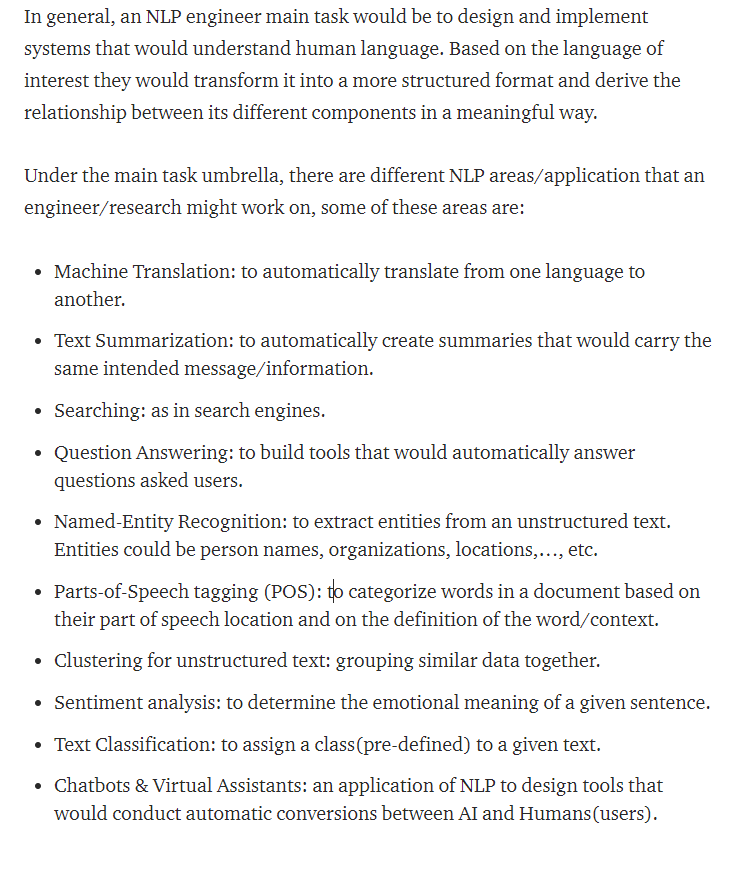 In general, an NLP engineer main task would be to design and implement
systems that would understand human language. Based on the language of
interest they would transform it into a more structured format and derive the
relationship between its different components in a meaningful way.
Under the main task umbrella, there are different NLP areas/application that an
engineer/research might work on, some of these areas are:
• Machine Translation: to automatically translate from one language to
another.
• Text Summarization: to automatically create summaries that would carry the
same intended message/information.
• Searching: as in search engines.
• Question Answering: to build tools that would automatically answer
questions asked users.
• Named-Entity Recognition: to extract entities from an unstructured text.
Entities could be person names, organizations, locations,…, etc.
• Parts-of-Speech tagging (POS): to categorize words in a document based on
their part of speech location and on the definition of the word/context.
• Clustering for unstructured text: grouping similar data together.
• Sentiment analysis: to determine the emotional meaning of a given sentence.
• Text Classification: to assign a class(pre-defined) to a given text.
• Chatbots & Virtual Assistants: an application of NLP to design tools that
would conduct automatic conversions between AI and Humans(users).